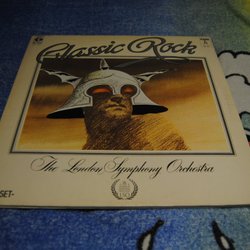 Classic Rock
The London Symphony Orchestra
SET-